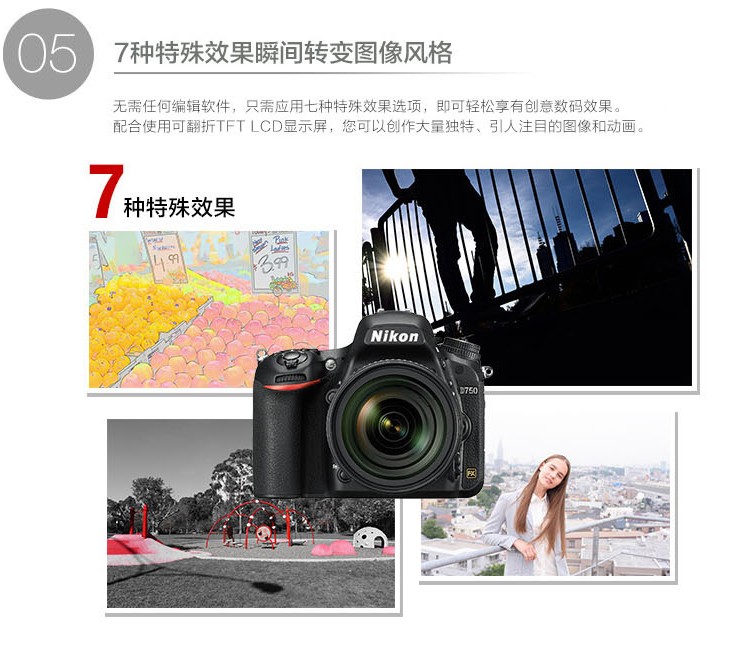 05
7种特殊效果瞬间转变图像风格
无需任何编辑软件，只需应用七种特殊效果选项，即可轻松享有创意数码效果。
配合使用可翻折TFT LCD显示屏，您可以创作大量独特、引人注目的图像和动画。
7种特殊效果
4.99
Pink
3.99
Nikon
D750
FX